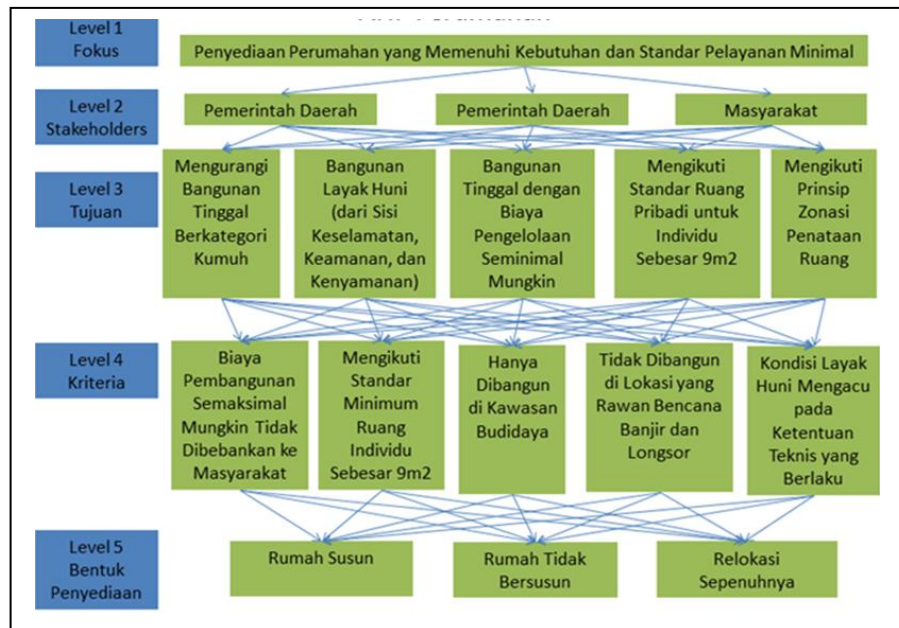 Level 1
Fokus
Penyediaan Perumahan yang Memenuhi Kebutuhan dan Standar Pelayanan Minimal
Level 2
Stakeholders
Pemerintah Daerah
Pemerintah Daerah
Masyarakat
Level 3
Tujuan
Mengurangi
Bangunan
Tinggal
Berkategori
Kumuh
Bangunan
Layak Huni
(dari Sisi
Keselamatan,
Keamanan, dan
Kenyamanan)
Bangunan
Tinggal dengan
Biaya
Pengelolaan
Seminimal
Mungkin
Mengikuti
Standar Ruang
Pribadi untuk
Individu
Sebesar 9m2
Mengikuti
Prinsip
Zonasi
Penataan
Ruang
Level 4
Kriteria
Biaya
Pembangunan
Semaksimal
Mungkin Tidak
Dibebankan ke
Masyarakat
Mengikuti
Standar
Minimum
Ruang
Individu
Sebesar 9m2
Hanya
Dibangun
di Kawasan
Budidaya
Tidak Dibangun
di Lokasi yang
Rawan Bencana
Banjir dan
Longsor
Kondisi Layak
Huni Mengacu
pada
Ketentuan
Teknis yang
Berlaku
Level 5
Bentuk
Penyediaan
Rumah Susun
Rumah Tidak
Bersusun
Relokasi
Sepenuhnya